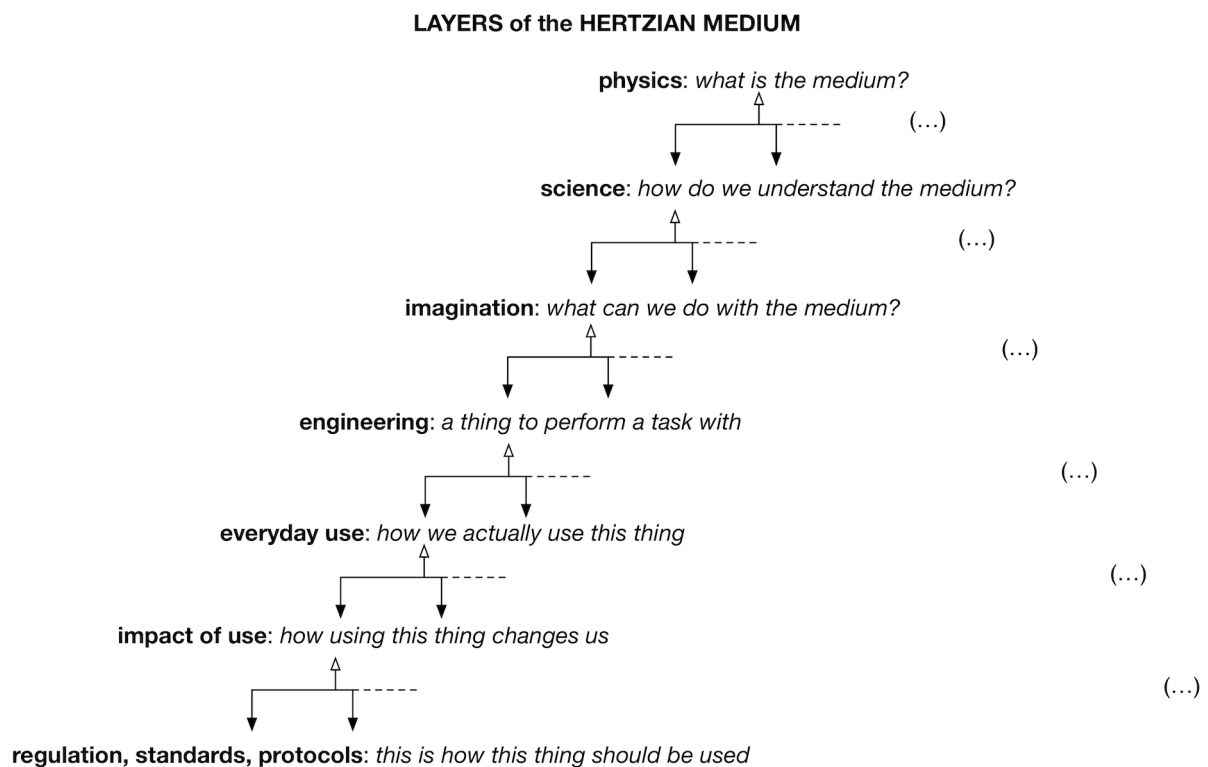 LAYERS of the HERTZIAN MEDIUM
physics: what is the medium?
(…)
science: how do we understand the medium?
(…)
imagination: what can we do with the medium?
(…)
engineering: a thing to perform a task with
(…)
everyday use: how we actually use this thing
(…)
impact of use: how using this thing changes us
(…)
regulation, standards, protocols: this is how this thing should be used